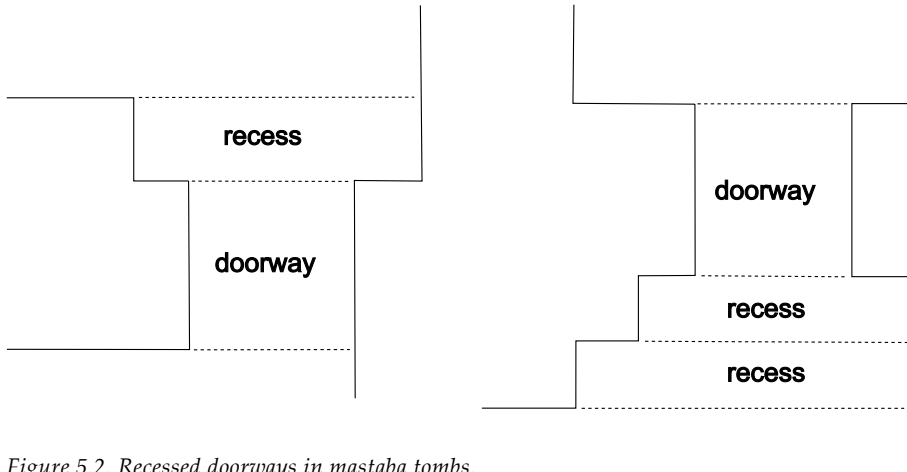 recess
doorway
doorway
recess
recess
Figure 5.2 Recessed doorways in mastaba tombs